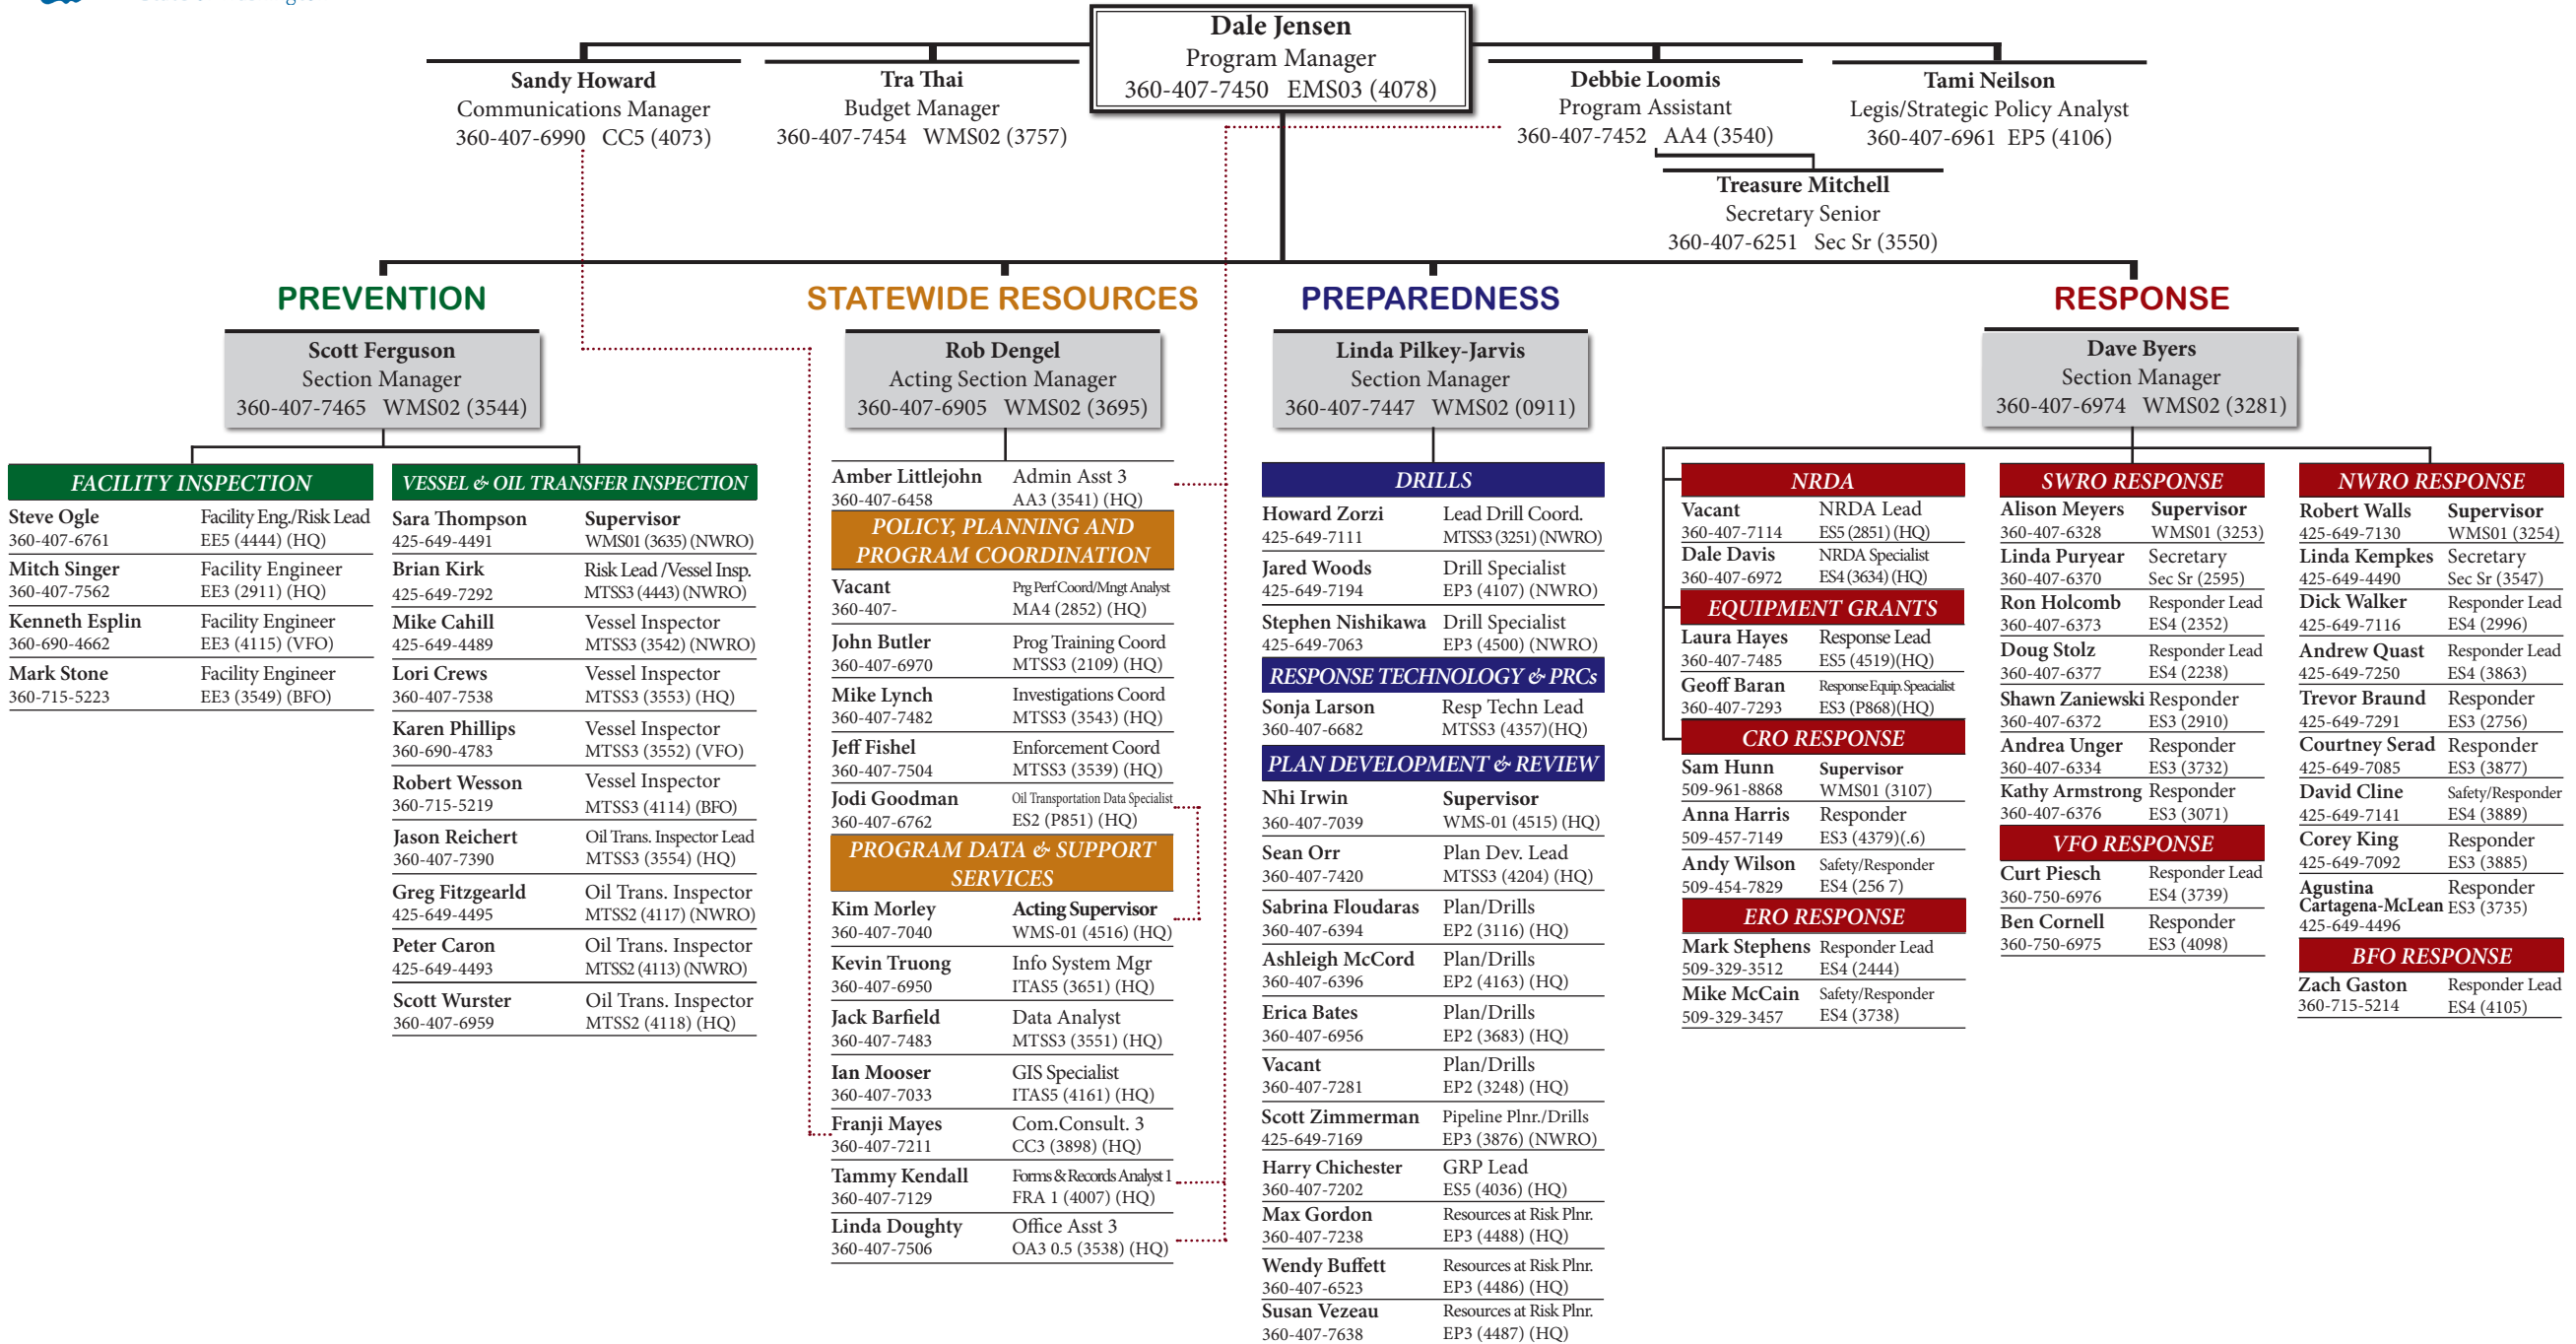 Dale Jensen
Program Manager
360-407-7450 EMS03 (4078)
Sandy Howard
Communications Manager
360-407-6990 CC5 (4073)
Tra Thai
Budget Manager
360-407-7454 WMS02 (3757)
Debbie Loomis
Program Assistant
360-407-7452 AA4 (3540)
Tami Neilson
Legis/Strategic Policy Analyst
360-407-6961 EP5 (4106)
Treasure Mitchell
Secretary Senior
360-407-6251 Sec Sr (3550)
PREVENTION
Scott Ferguson
Section Manager
360-407-7465 WMS02 (3544)
FACILITY INSPECTION
Steve Ogle Facility Eng./Risk Lead
360-407-6761 EE5 (4444) (HQ)
Mitch Singer Facility Engineer
360-407-7562 EE3 (2911) (HQ)
Kenneth Esplin Facility Engineer
360-690-4662 EE3 (4115) (VFO)
Mark Stone Facility Engineer
360-715-5223 EE3 (3549) (BFO)
VESSEL & OIL TRANSFER INSPECTION
Sara Thompson Supervisor
425-649-4491 WMS01 (3635) (NWRO)
Brian Kirk Risk Lead /Vessel Insp.
425-649-7292 MTSS3 (4443) (NWRO)
Mike Cahill Vessel Inspector
425-649-4489 MTSS3 (3542) (NWRO)
Lori Crews Vessel Inspector
360-407-7538 MTSS3 (3553) (HQ)
Karen Phillips Vessel Inspector
360-690-4783 MTSS3 (3552) (VFO)
Robert Wesson Vessel Inspector
360-715-5219 MTSS3 (4114) (BFO)
Jason Reichert Oil Trans. Inspector Lead
360-407-7390 MTSS3 (3554) (HQ)
Greg Fitzgearld Oil Trans. Inspector
425-649-4495 MTSS2 (4117) (NWRO)
Peter Caron Oil Trans. Inspector
425-649-4493 MTSS2 (4113) (NWRO)
Scott Wurster Oil Trans. Inspector
360-407-6959 MTSS2 (4118) (HQ)
STATEWIDE RESOURCES
Rob Dengel
Acting Section Manager
360-407-6905 WMS02 (3695)
Amber Littlejohn Admin Asst 3
360-407-6458 AA3 (3541) (HQ)
POLICY, PLANNING AND
PROGRAM COORDINATION
Vacant Prg Perf Coord/Mngt Analyst
360-407- MA4 (2852) (HQ)
John Butler Prog Training Coord
360-407-6970 MTSS3 (2109) (HQ)
Mike Lynch Investigations Coord
360-407-7482 MTSS3 (3543) (HQ)
Jeff Fishel Enforcement Coord
360-407-7504 MTSS3 (3539) (HQ)
Jodi Goodman Oil Transportation Data Specialist
360-407-6762 ES2 (P851) (HQ)
PROGRAM DATA & SUPPORT
SERVICES
Kim Morley Acting Supervisor
360-407-7040 WMS-01 (4516) (HQ)
Kevin Truong Info System Mgr
360-407-6950 ITAS5 (3651) (HQ)
Jack Barfield Data Analyst
360-407-7483 MTSS3 (3551) (HQ)
Ian Mooser GIS Specialist
360-407-7033 ITAS5 (4161) (HQ)
Franji Mayes Com.Consult. 3
360-407-7211 CC3 (3898) (HQ)
Tammy Kendall Forms & Records Analyst 1
360-407-7129 FRA 1 (4007) (HQ)
Linda Doughty Office Asst 3
360-407-7506 OA3 0.5 (3538) (HQ)
PREPAREDNESS
Linda Pilkey-Jarvis
Section Manager
360-407-7447 WMS02 (0911)
DRILLS
Howard Zorzi Lead Drill Coord.
425-649-7111 MTSS3 (3251) (NWRO)
Jared Woods Drill Specialist
425-649-7194 EP3 (4107) (NWRO)
Stephen Nishikawa Drill Specialist
425-649-7063 EP3 (4500) (NWRO)
RESPONSE TECHNOLOGY & PRCs
Sonja Larson Resp Techn Lead
360-407-6682 MTSS3 (4357)(HQ)
PLAN DEVELOPMENT & REVIEW
Nhi Irwin Supervisor
360-407-7039 WMS-01 (4515) (HQ)
Sean Orr Plan Dev. Lead
360-407-7420 MTSS3 (4204) (HQ)
Sabrina Floudaras Plan/Drills
360-407-6394 EP2 (3116) (HQ)
Ashleigh McCord Plan/Drills
360-407-6396 EP2 (4163) (HQ)
Erica Bates Plan/Drills
360-407-6956 EP2 (3683) (HQ)
Vacant Plan/Drills
360-407-7281 EP2 (3248) (HQ)
Scott Zimmerman Pipeline Plnr./Drills
425-649-7169 EP3 (3876) (NWRO)
Harry Chichester GRP Lead
360-407-7202 ES5 (4036) (HQ)
Max Gordon Resources at Risk Plnr.
360-407-7238 EP3 (4488) (HQ)
Wendy Buffett Resources at Risk Plnr.
360-407-6523 EP3 (4486) (HQ)
Susan Vezeau Resources at Risk Plnr.
360-407-7638 EP3 (4487) (HQ)
RESPONSE
Dave Byers
Section Manager
360-407-6974 WMS02 (3281)
NRDA
Vacant NRDA Lead
360-407-7114 ES5 (2851) (HQ)
Dale Davis NRDA Specialist
360-407-6972 ES4 (3634) (HQ)
EQUIPMENT GRANTS
Laura Hayes Response Lead
360-407-7485 ES5 (4519)(HQ)
Geoff Baran Response Equip. Speacialist
360-407-7293 ES3 (P868)(HQ)
CRO RESPONSE
Sam Hunn Supervisor
509-961-8868 WMS01 (3107)
Anna Harris Responder
509-457-7149 ES3 (4379)(.6)
Andy Wilson Safety/Responder
509-454-7829 ES4 (256 7)
ERO RESPONSE
Mark Stephens Responder Lead
509-329-3512 ES4 (2444)
Mike McCain Safety/Responder
509-329-3457 ES4 (3738)
SWRO RESPONSE
Alison Meyers Supervisor
360-407-6328 WMS01 (3253)
Linda Puryear Secretary
360-407-6370 Sec Sr (2595)
Ron Holcomb Responder Lead
360-407-6373 ES4 (2352)
Doug Stolz Responder Lead
360-407-6377 ES4 (2238)
Shawn Zaniewski Responder
360-407-6372 ES3 (2910)
Andrea Unger Responder
360-407-6334 ES3 (3732)
Kathy Armstrong Responder
360-407-6376 ES3 (3071)
VFO RESPONSE
Curt Piesch Responder Lead
360-750-6976 ES4 (3739)
Ben Cornell Responder
360-750-6975 ES3 (4098)
NWRO RESPONSE
Robert Walls Supervisor
425-649-7130 WMS01 (3254)
Linda Kempkes Secretary
425-649-4490 Sec Sr (3547)
Dick Walker Responder Lead
425-649-7116 ES4 (2996)
Andrew Quast Responder Lead
425-649-7250 ES4 (3863)
Trevor Braund Responder
425-649-7291 ES3 (2756)
Courtney Serad Responder
425-649-7085 ES3 (3877)
David Cline Safety/Responder
425-649-7141 ES4 (3889)
Corey King Responder
425-649-7092 ES3 (3885)
Agustina Responder
Cartagena-McLean ES3 (3735)
425-649-4496
BFO RESPONSE
Zach Gaston Responder Lead
360-715-5214 ES4 (4105)